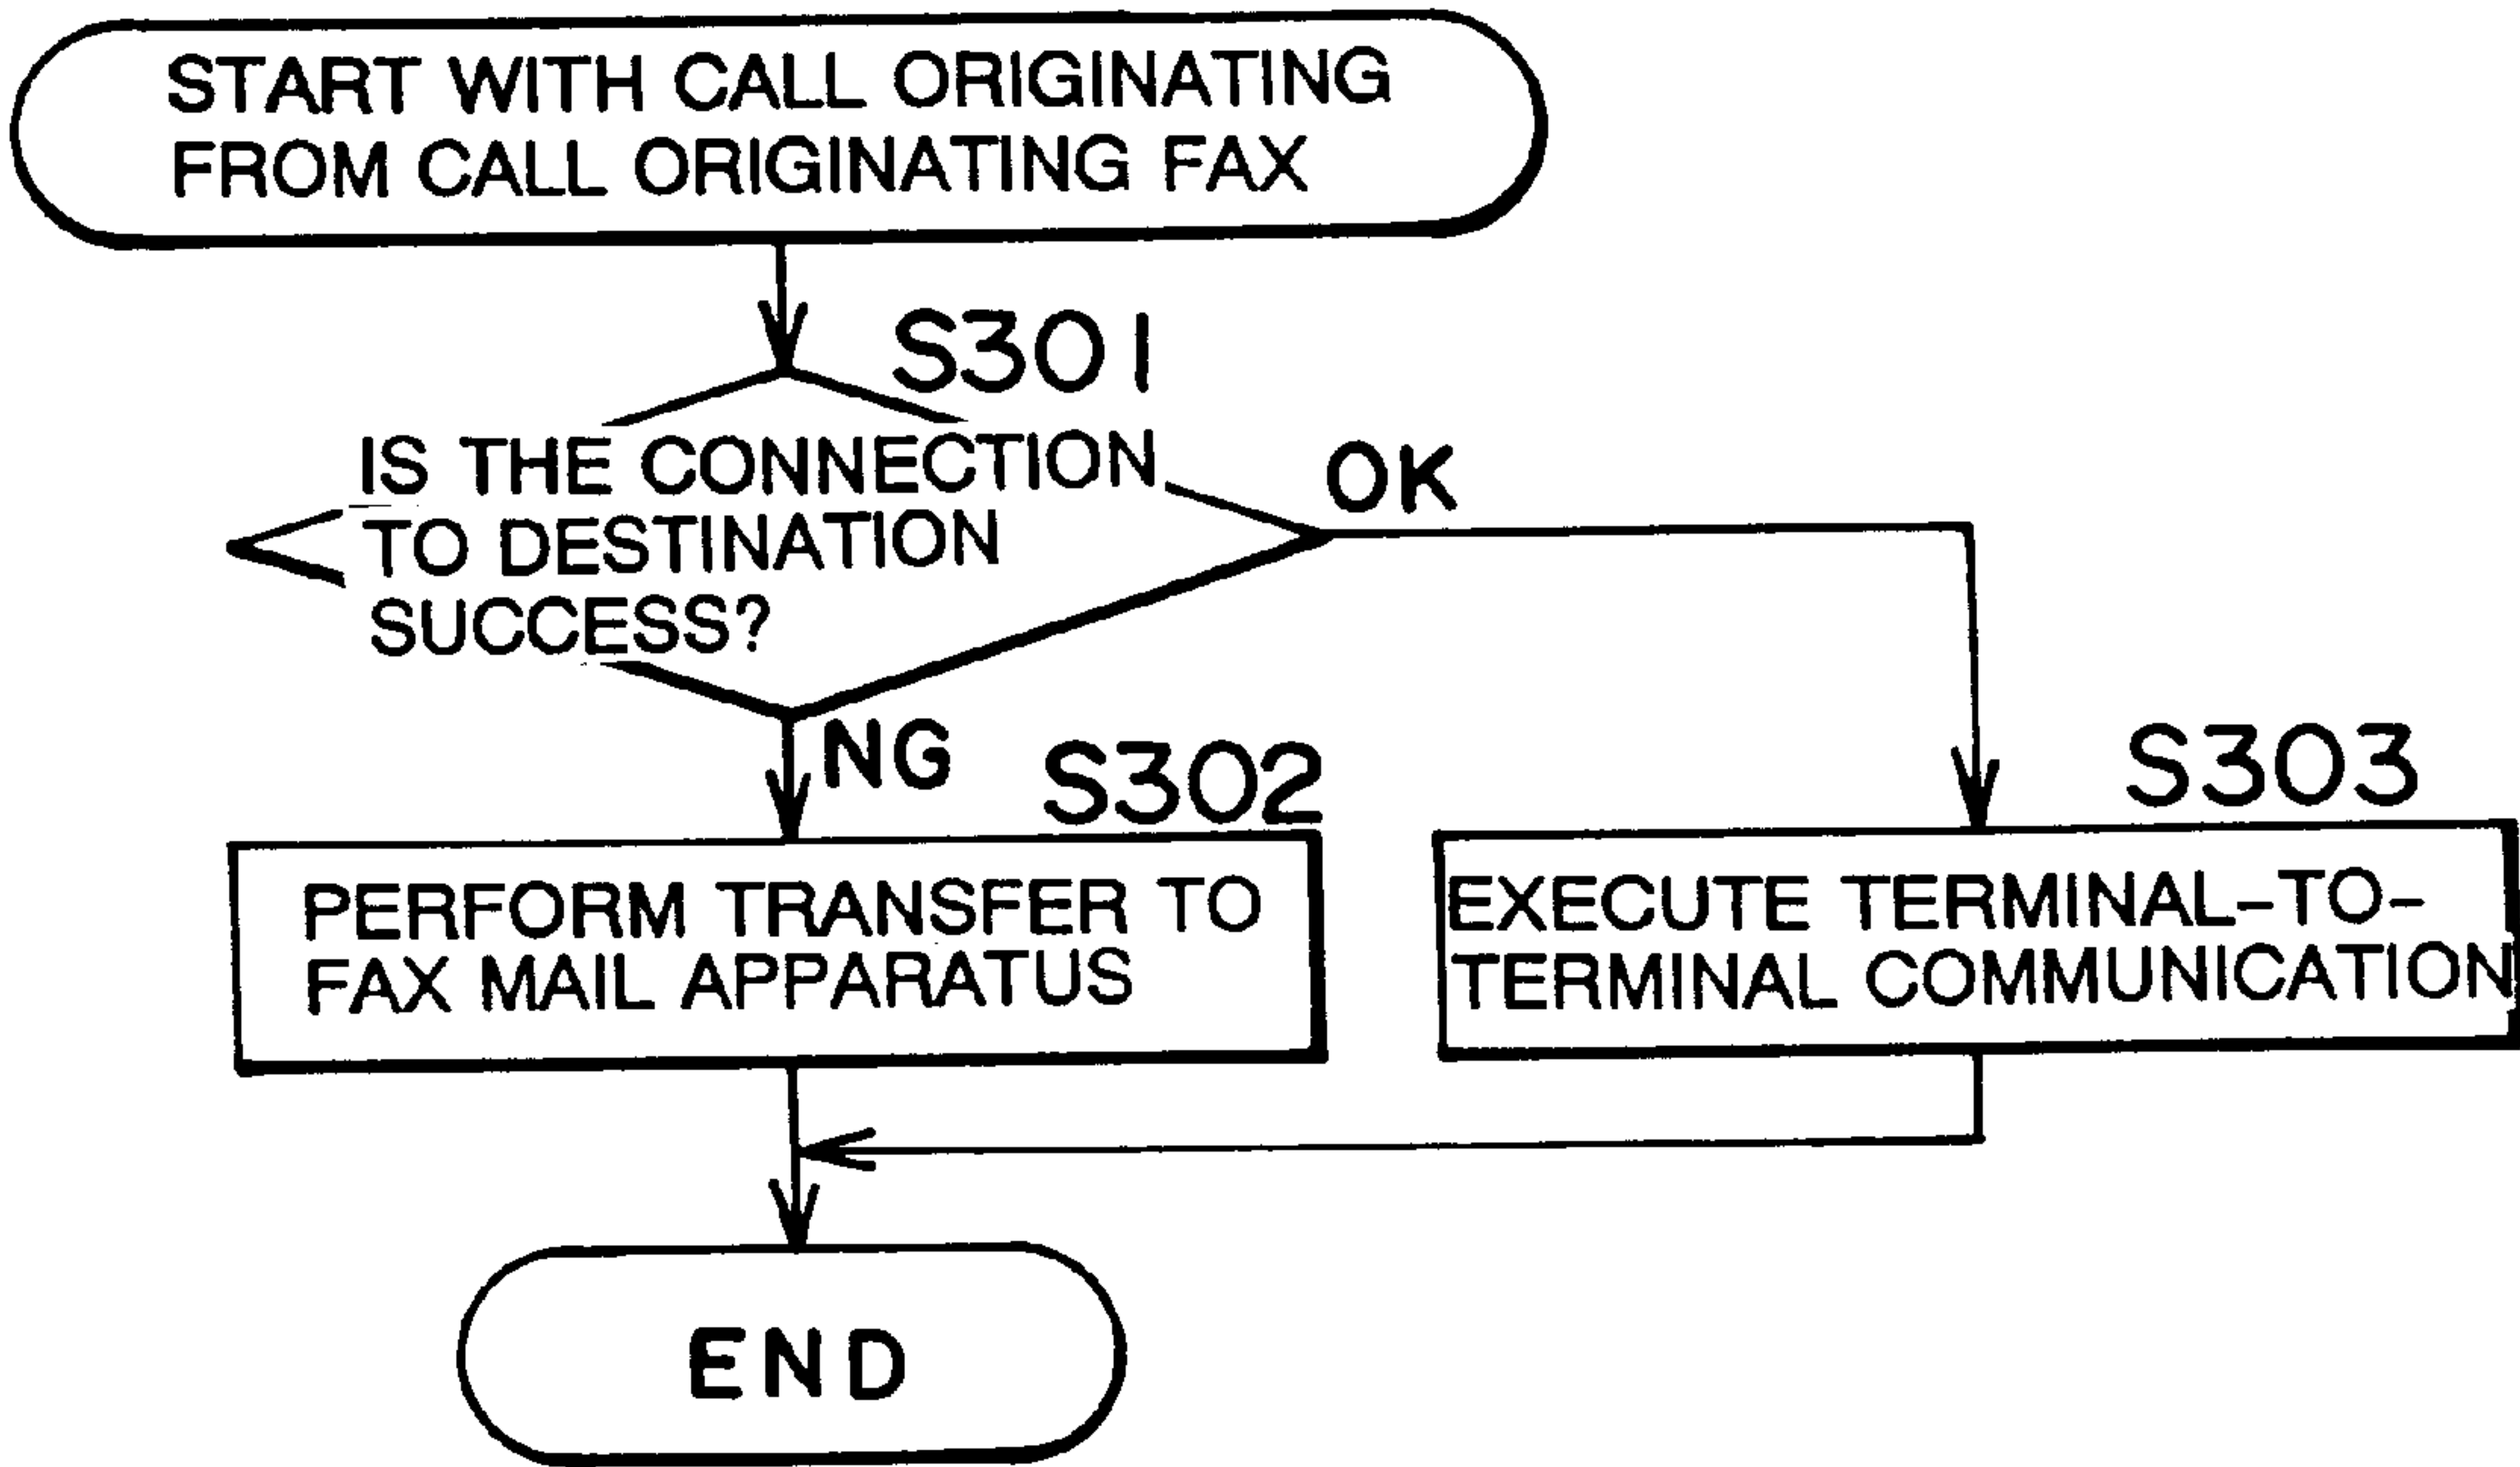 START WITH CALL ORIGINATING
FROM CALL ORIGINATING FAX
S301
IS THE CONNECTION
TO DESTINATION
SUCCESS?
OK
NG
S302
S303
PERFORM TRANSFER TO
FAX MAIL APPARATUS
EXECUTE TERMINAL-TO-
TERMINAL COMMUNICATION
END